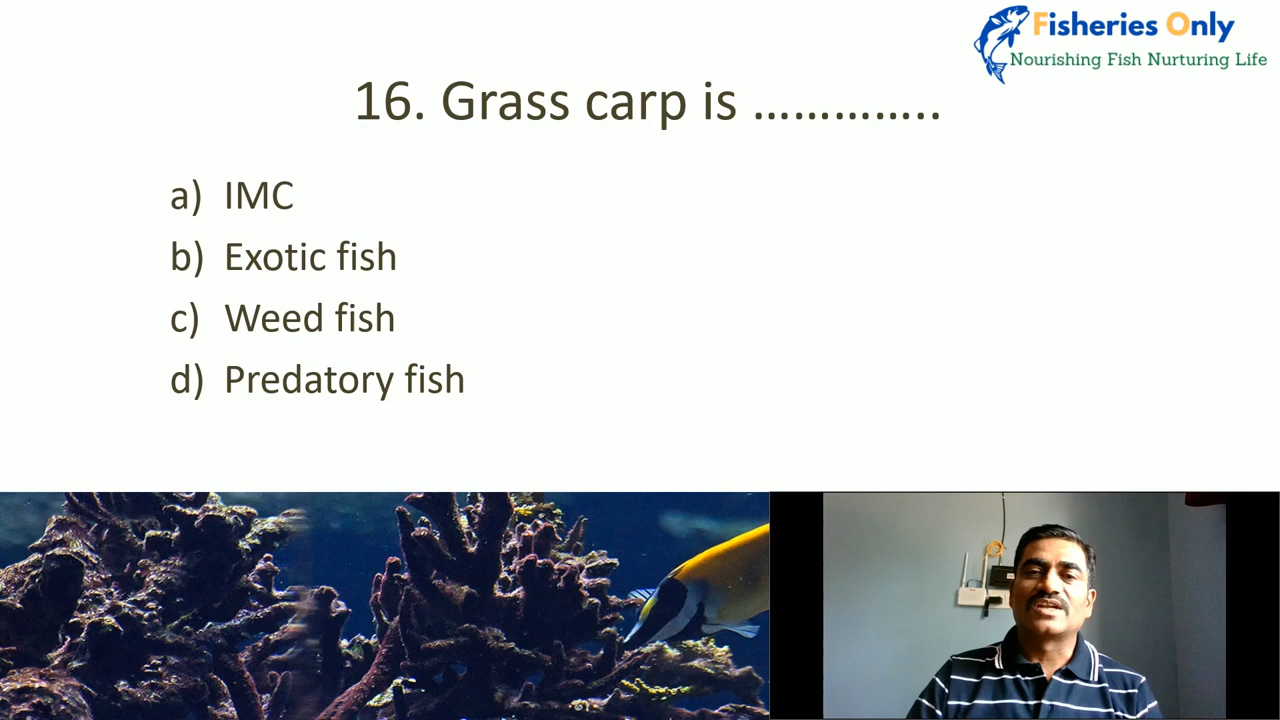 Fisheries Only
Nourishing Fish Nurturing Life
16. Grass carp is …………..
a) IMC
b) Exotic fish
c) Weed fish
d) Predatory fish